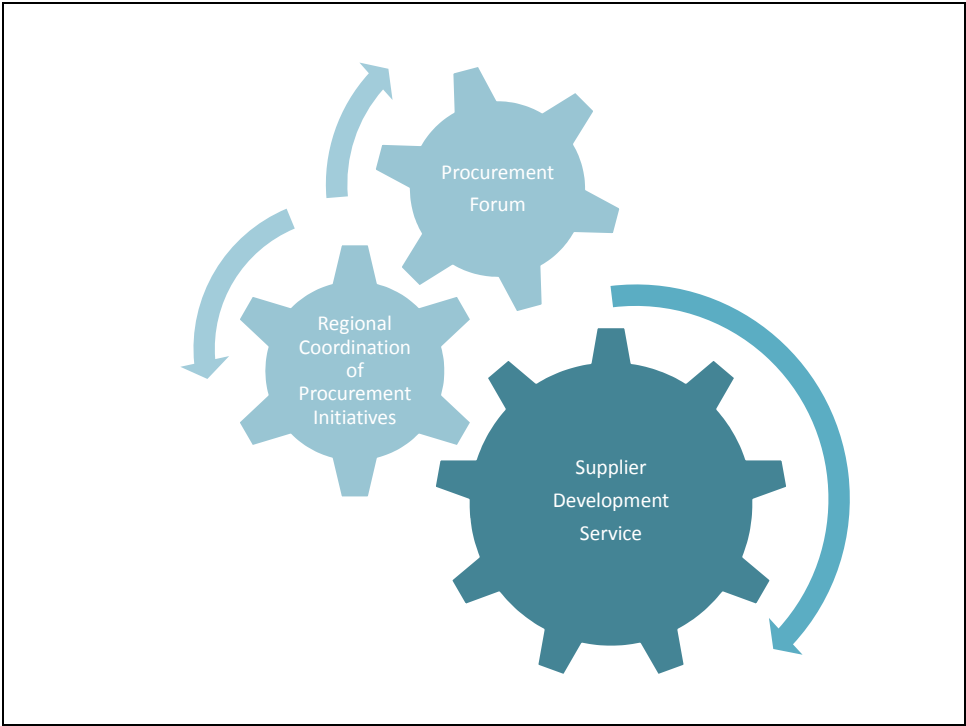 Procurement
Forum
Regional
Coordination
of
Procurement
Initiatives
Supplier
Development
Service